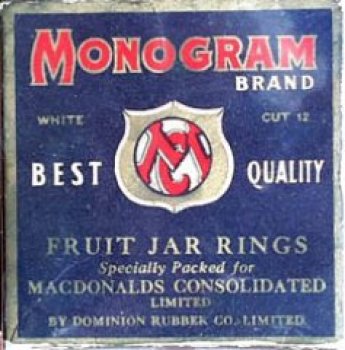 MONOGRAM
BRAND
WHITE CUT 12
BEST QUALITY
FRUIT JAR RINGS
Specially Packed for
MACDONALDS CONSOLIDATED
LIMITED
BY DOMINION RUBBER CO. LIMITED